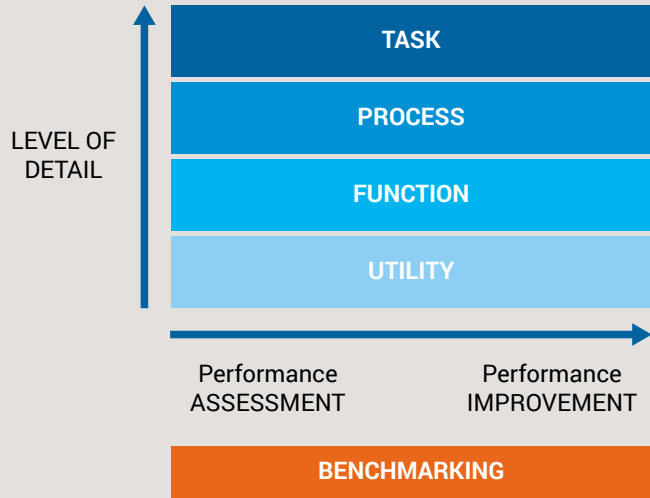 TASK
PROCESS
LEVEL OF
DETAIL
FUNCTION
UTILITY
Performance
ASSESSMENT
Performance
IMPROVEMENT
BENCHMARKING